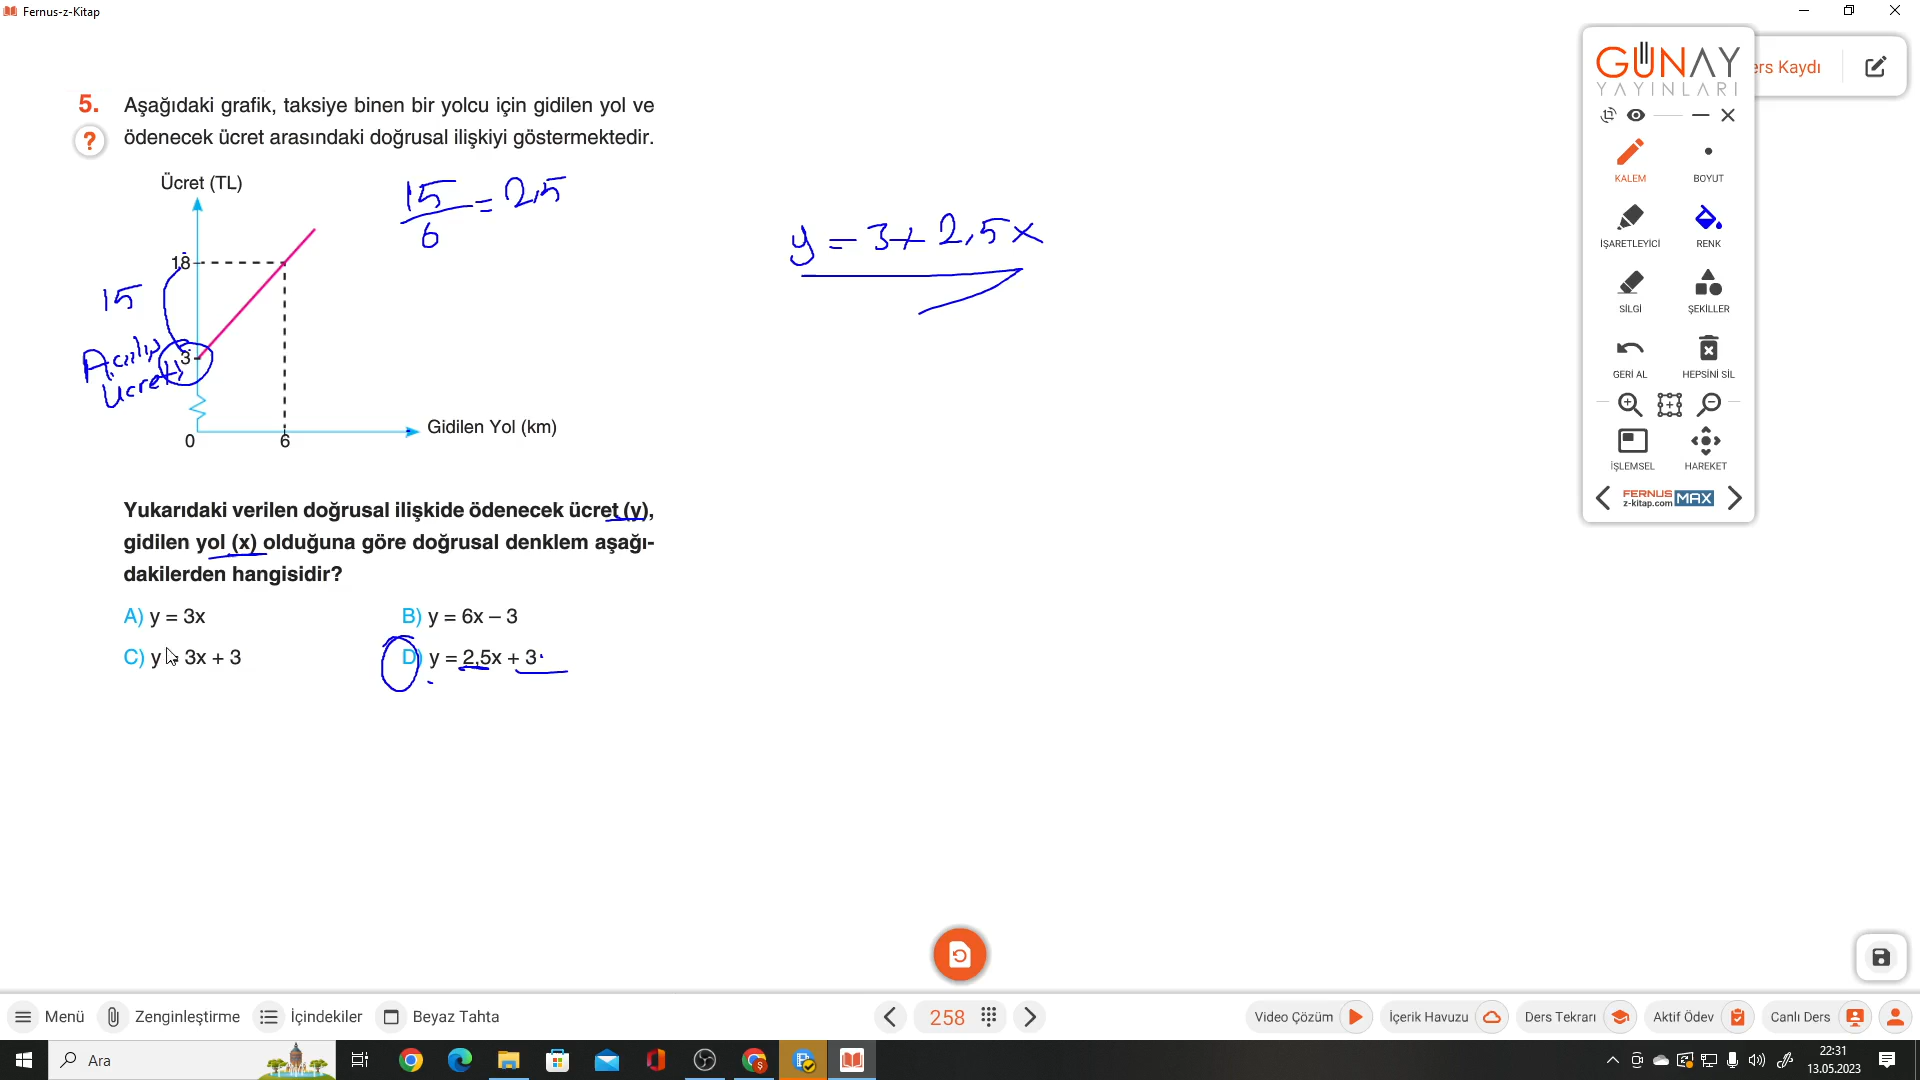 Fernus-z-Kitap
GÜNAY
YAYINLARI
ers Kaydı
5. Aşağıdaki grafik, taksiye binen bir yolcu için gidilen yol ve
? ödenecek ücret arasındaki doğrusal ilişkiyi göstermektedir.
Ücret (TL)
15
6
= 2,5
y = 3 + 2,5x
18
15
3
Açılış
Ücreti
0
6
Gidilen Yol (km)
Yukarıdaki verilen doğrusal ilişkide ödenecek ücret (y),
gidilen yol (x) olduğuna göre doğrusal denklem aşağı-
dakilerden hangisidir?
A) y = 3x
B) y = 6x – 3
C) y = 3x + 3
D) y = 2,5x + 3
KALEM
BOYUT
İŞARETLEYİCİ
RENK
SİLGİ
ŞEKİLLER
GERİ AL
HEPSİNİ SİL
İŞLEMSEL
HAREKET
FERNUS MAX
z-kitap.com
Menü
Zenginleştirme
İçindekiler
Beyaz Tahta
258
Video Çözüm
İçerik Havuzu
Ders Tekrarı
Aktif Ödev
Canlı Ders
Ara
22:31
13.05.2023